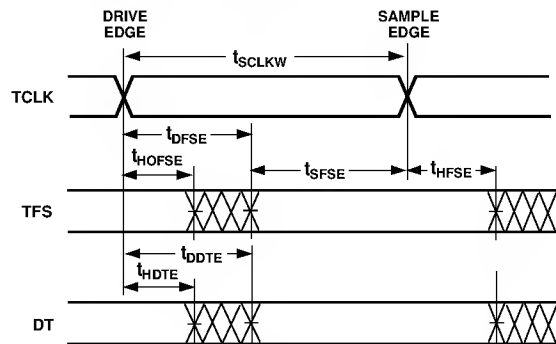 DRIVE EDGE
SAMPLE EDGE
tSCLKW
TCLK
tDFSE
tHOFSE
tSFSE
tHFSE
TFS
tDDTE
tHDTE
DT